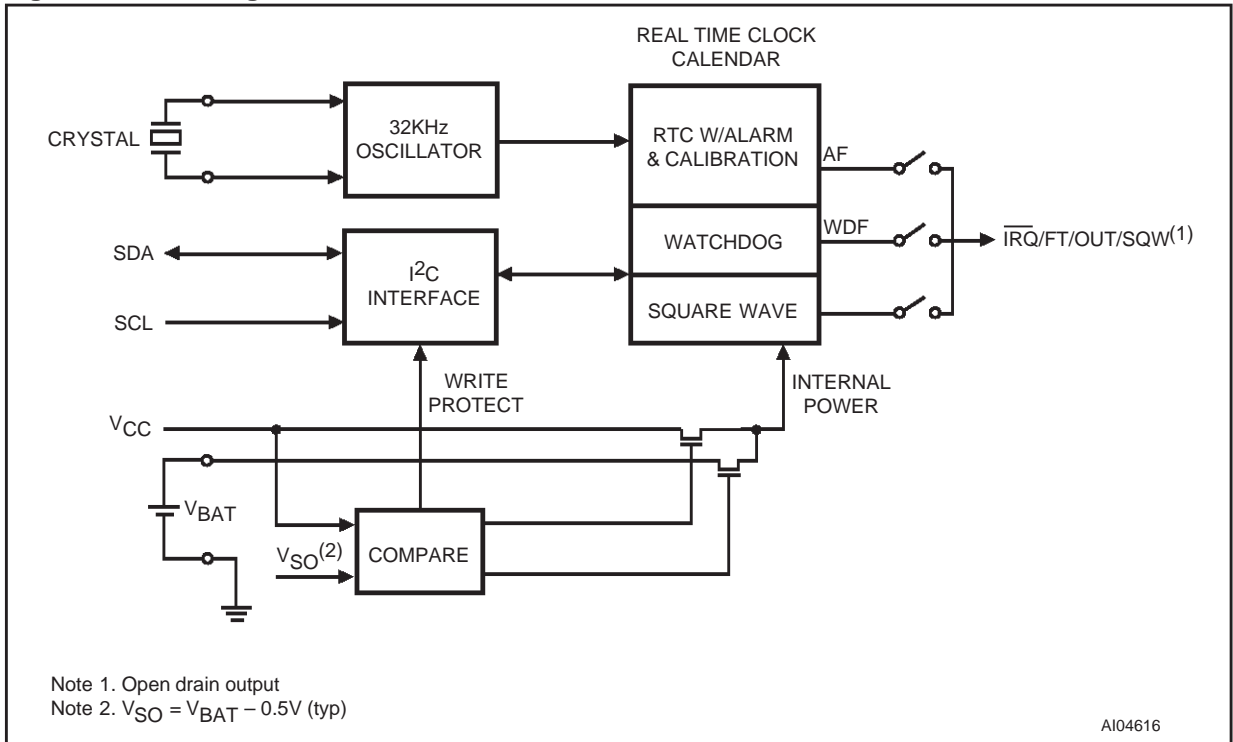 REAL TIME CLOCK
CALENDAR
CRYSTAL
32KHz
OSCILLATOR
RTC W/ALARM
& CALIBRATION
AF
WATCHDOG
WDF
IRQ/FT/OUT/SQW(1)
SDA
I2C
INTERFACE
SCL
SQUARE WAVE
WRITE
PROTECT
INTERNAL
POWER
VCC
VBAT
VSO(2)
COMPARE
Note 1. Open drain output
Note 2. VSO = VBAT – 0.5V (typ)
AI04616